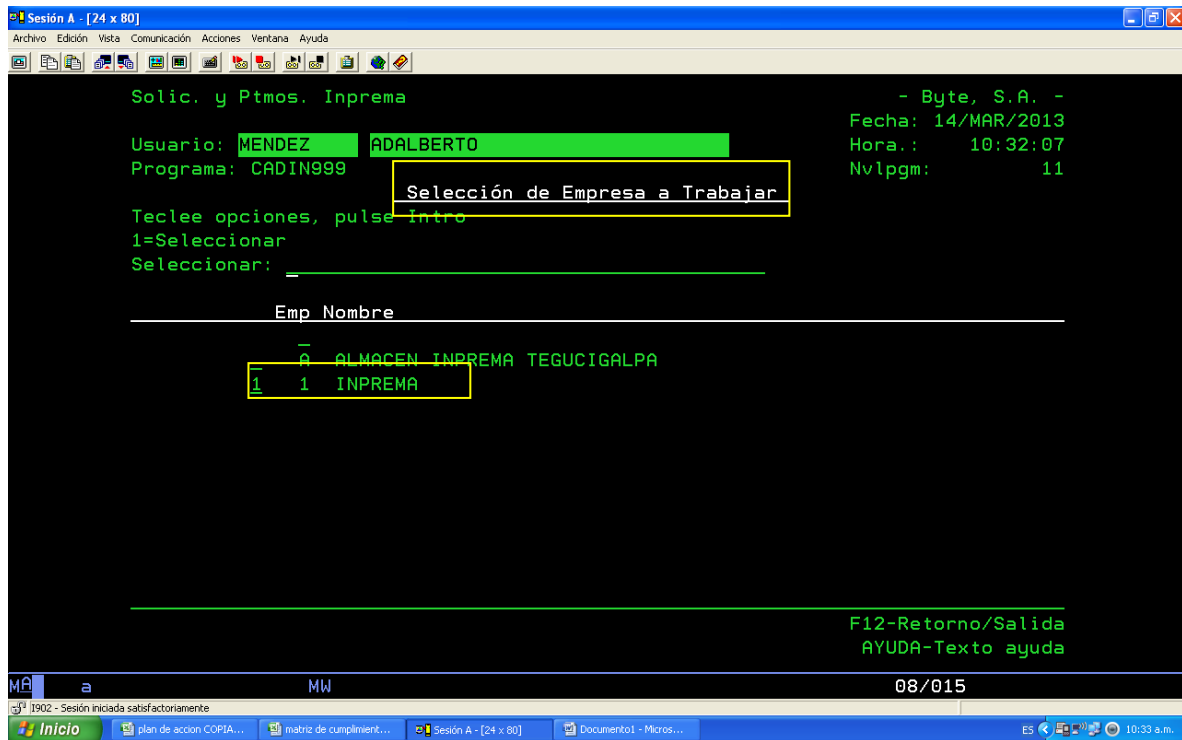 Sesión A - [24 x 80]
Archivo Edición Vista Comunicación Acciones Ventana Ayuda
Solic. y Ptmos. Inprema - Byte, S.A. -
Fecha: 14/MAR/2013
Usuario: MENDEZ ADALBERTO Hora.: 10:32:07
Programa: CADIN999 Nvlpgm: 11
Selección de Empresa a Trabajar
Teclee opciones, pulse Intro
1=Seleccionar
Seleccionar:
Emp Nombre
A ALMACEN INPREMA TEGUCIGALPA
1 1 INPREMA
F12-Retorno/Salida
AYUDA-Texto ayuda
MA a MW 08/015
I902 - Sesión iniciada satisfactoriamente
Inicio plan de accion COPIA... matriz de cumplimient... Sesión A - [24 x 80] Documento1 - Micros... ES 10:33 a.m.